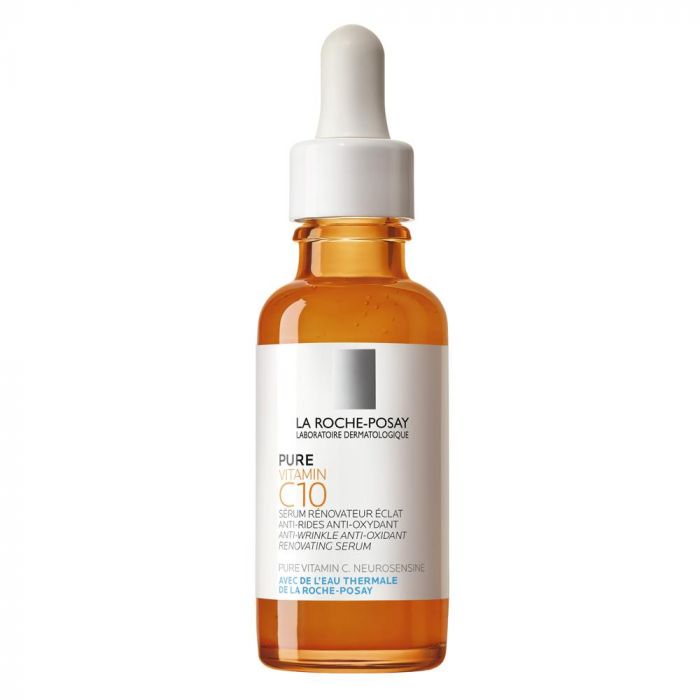 LA ROCHE-POSAY
LABORATOIRE DERMATOLOGIQUE
PURE
VITAMIN
C10
SÉRUM RÉNOVATEUR ÉCLAT
ANTI-RIDES ANTI-OXYDANT
ANTI-WRINKLE ANTI-OXIDANT
RENOVATING SERUM
PURE VITAMIN C. NEUROSENSINE
AVEC DE L'EAU THERMALE
DE LA ROCHE-POSAY